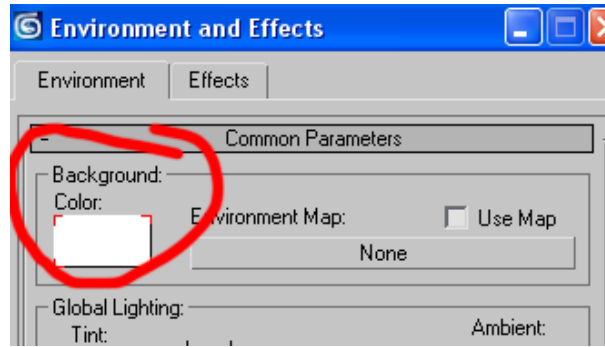 Environment and Effects
Environment Effects
- Common Parameters
Background:
Color:
Environment Map: Use Map
None
Global Lighting:
Tint:
Ambient: